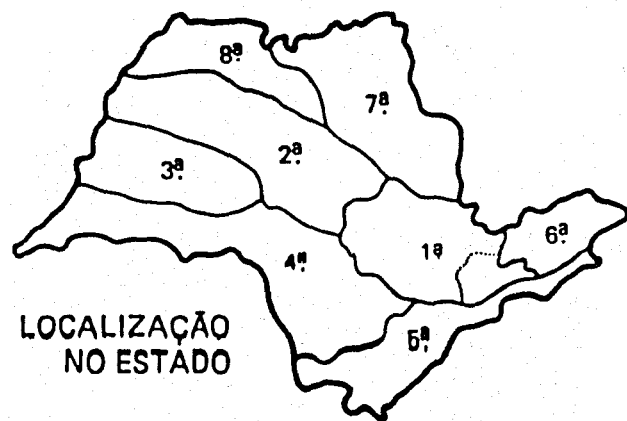 8ª.
7ª.
2ª.
3ª.
6ª.
1ª.
4ª.
5ª.
LOCALIZAÇÃO
NO ESTADO